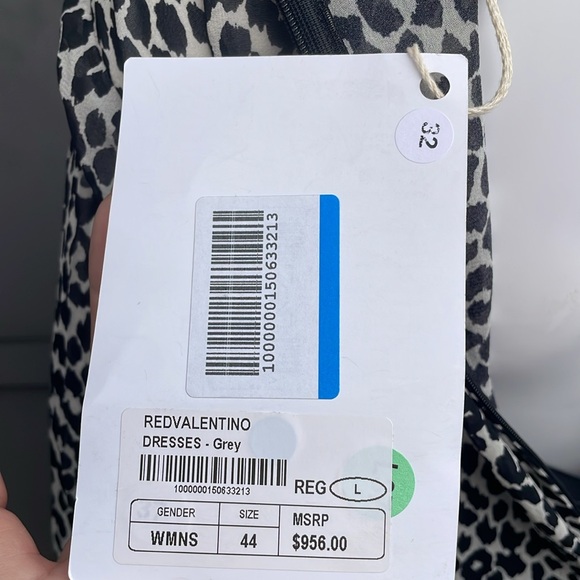 32
1000000150633213
REDVALENTINO
DRESSES - Grey
1000000150633213
REG L
GENDER SIZE MSRP
WMNS 44 $956.00